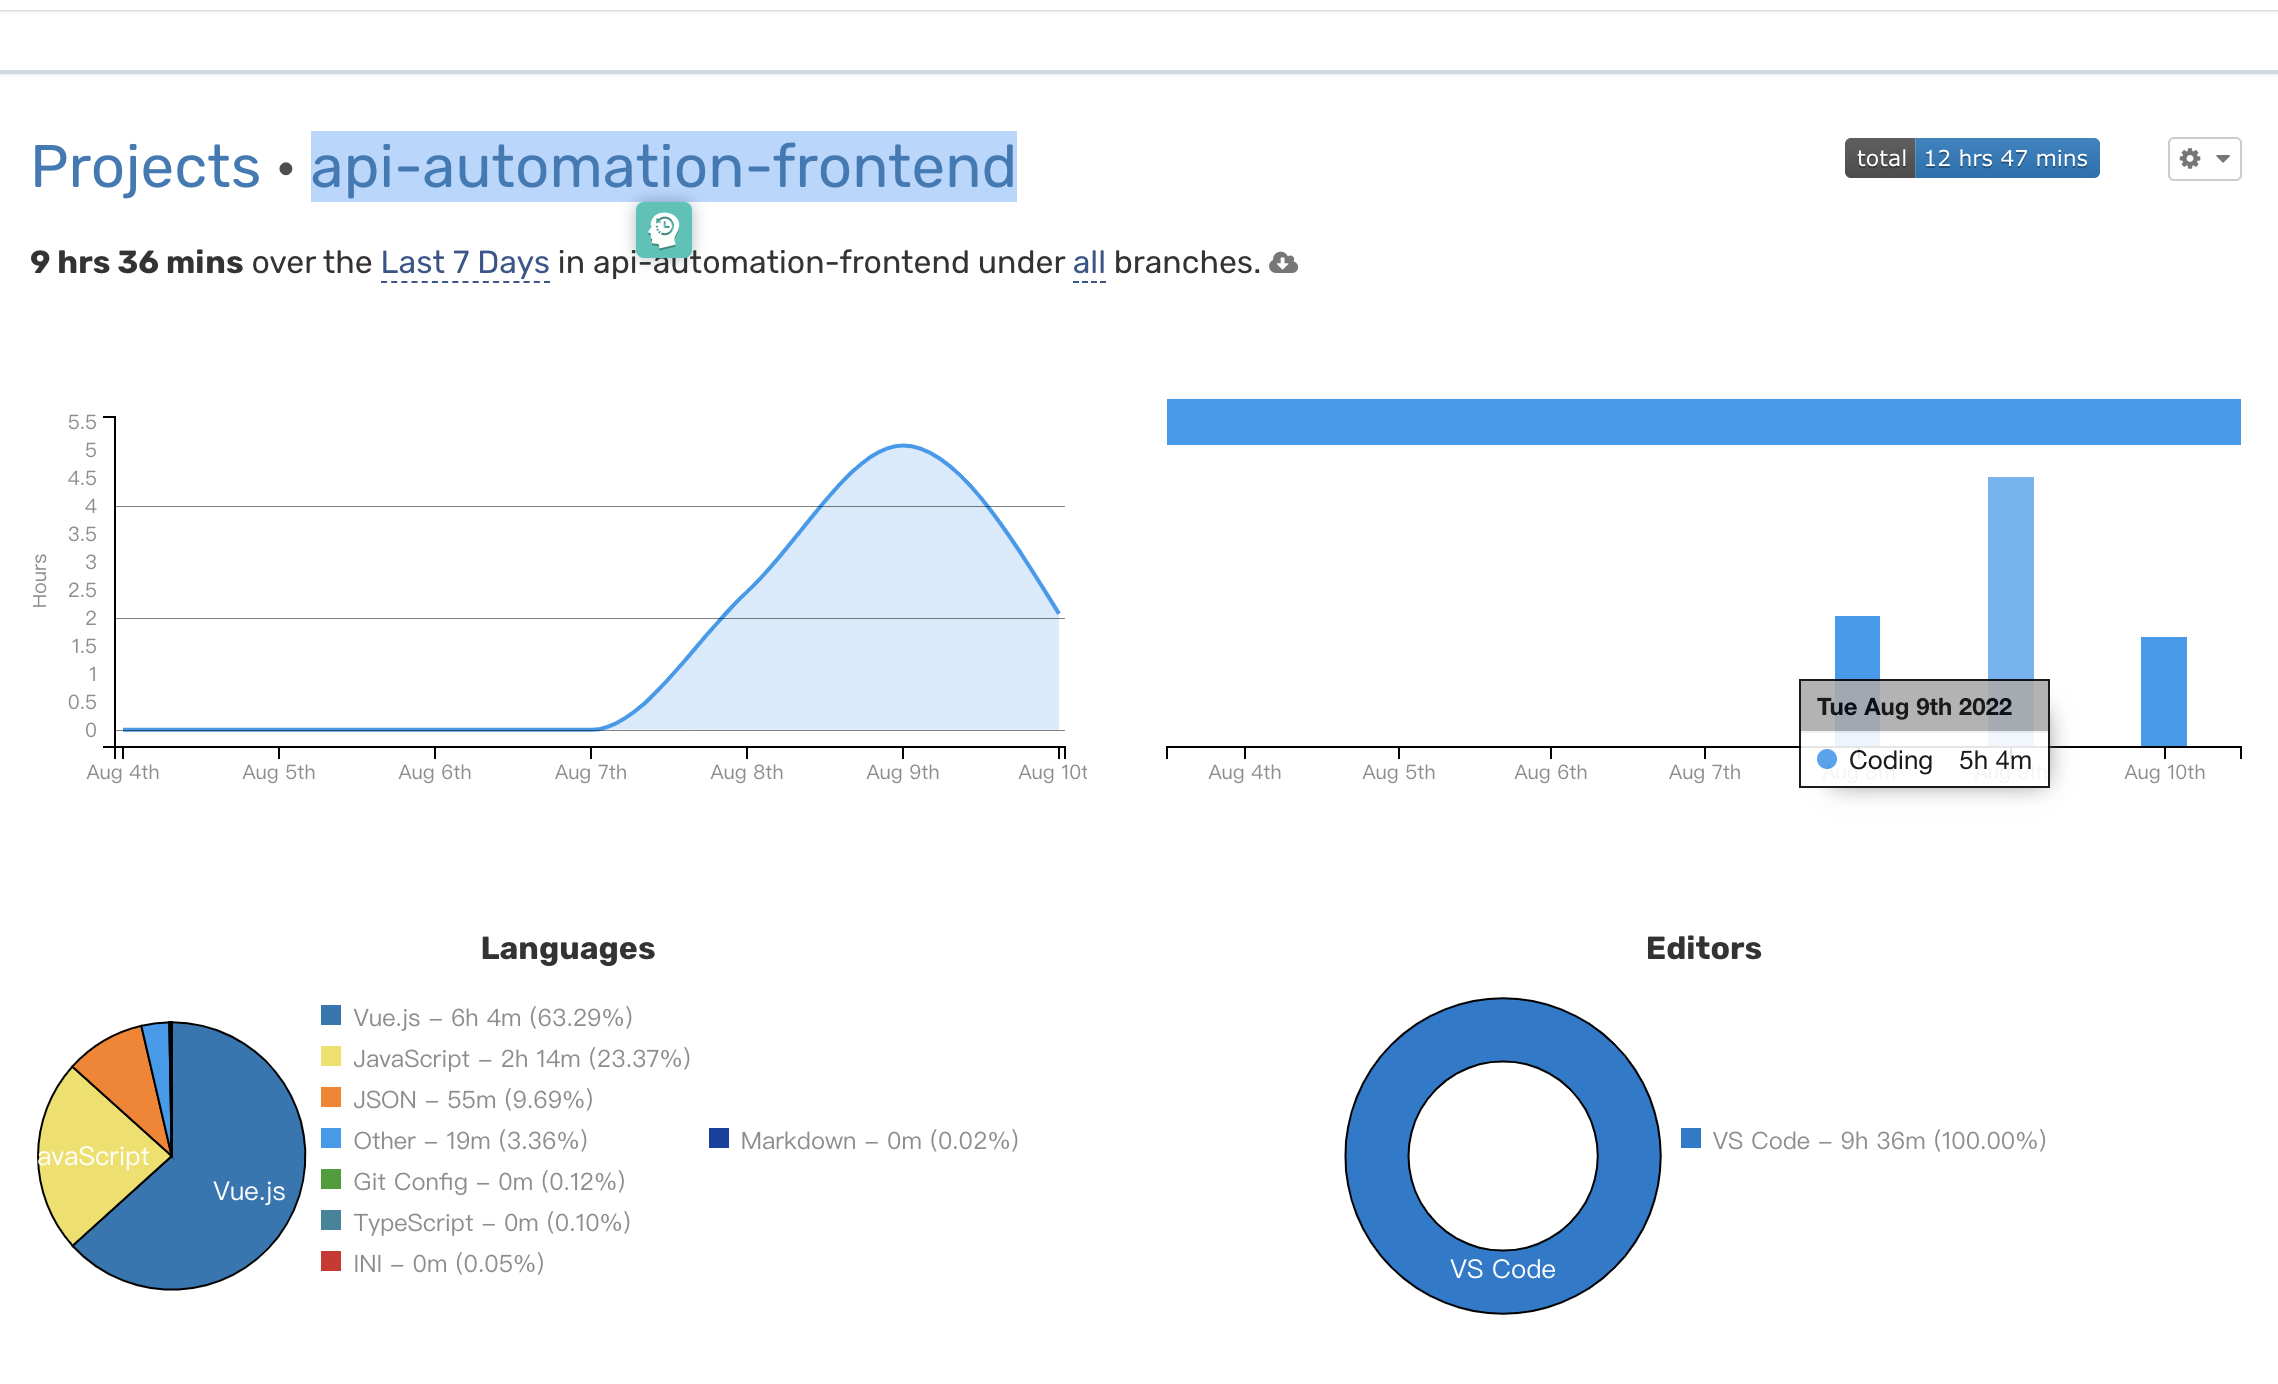 Projects • api-automation-frontend
total 12 hrs 47 mins
9 hrs 36 mins over the Last 7 Days in api-automation-frontend under all branches.
5.5
5
4.5
4
3.5
3
2.5
2
1.5
1
0.5
0
Hours
Aug 4th Aug 5th Aug 6th Aug 7th Aug 8th Aug 9th Aug 10t
Tue Aug 9th 2022
Coding 5h 4m
Aug 4th Aug 5th Aug 6th Aug 7th Aug 8th Aug 9th Aug 10th
Languages
avaScript
Vue.js
Vue.js – 6h 4m (63.29%)
JavaScript – 2h 14m (23.37%)
JSON – 55m (9.69%)
Other – 19m (3.36%)
Git Config – 0m (0.12%)
TypeScript – 0m (0.10%)
INI – 0m (0.05%)
Markdown – 0m (0.02%)
Editors
VS Code
VS Code – 9h 36m (100.00%)